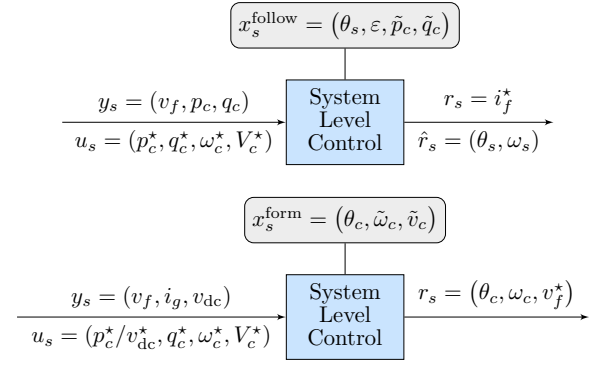 x_s^follow = (θ_s, ε, p̃_c, q̃_c)
y_s = (v_f, p_c, q_c)
u_s = (p_c^⋆, q_c^⋆, ω_c^⋆, V_c^⋆)
System
Level
Control
r_s = i_f^⋆
r̂_s = (θ_s, ω_s)
x_s^form = (θ_c, ω̃_c, ṽ_c)
y_s = (v_f, i_g, v_dc)
u_s = (p_c^⋆/v_dc^⋆, q_c^⋆, ω_c^⋆, V_c^⋆)
System
Level
Control
r_s = (θ_c, ω_c, v_f^⋆)